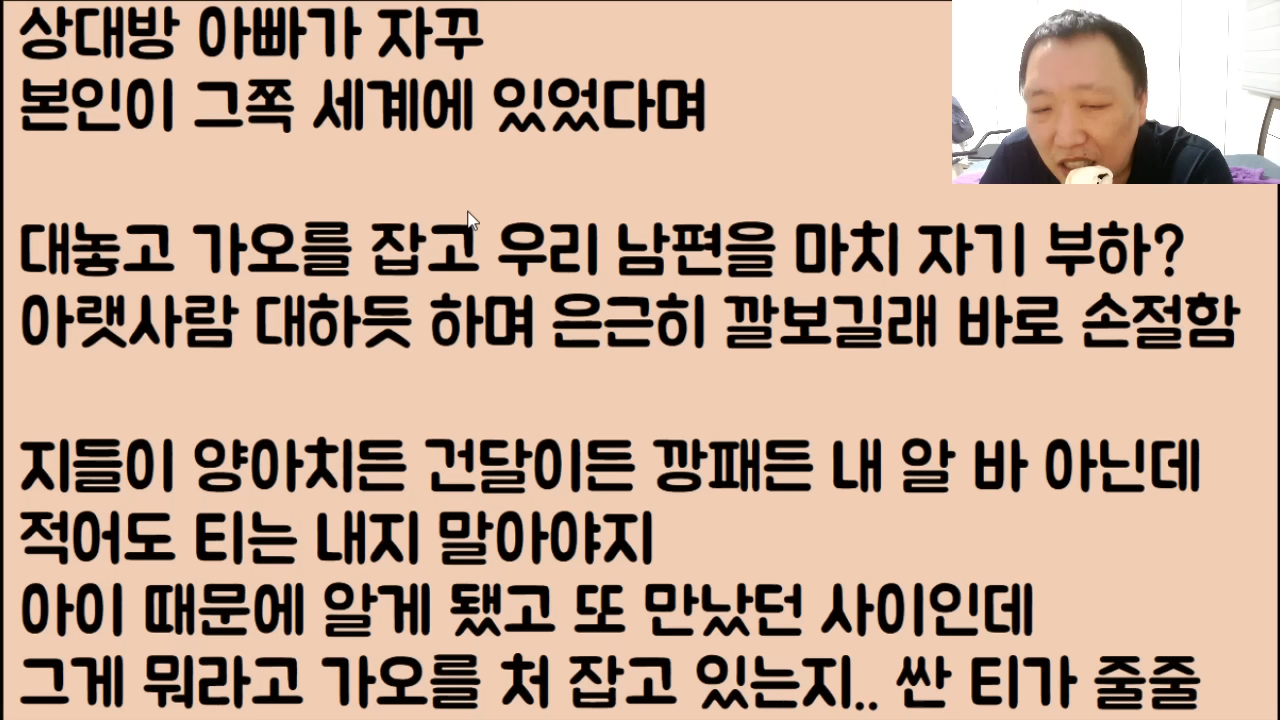 상대방 아빠가 자꾸
본인이 그쪽 세계에 있었다며
대놓고 가오를 잡고 우리 남편을 마치 자기 부하?
아랫사람 대하듯 하며 은근히 깔보길래 바로 손절함
지들이 양아치든 건달이든 깡패든 내 알 바 아닌데
적어도 티는 내지 말아야지
아이 때문에 알게 됐고 또 만났던 사이인데
그게 뭐라고 가오를 처 잡고 있는지.. 싼 티가 줄줄